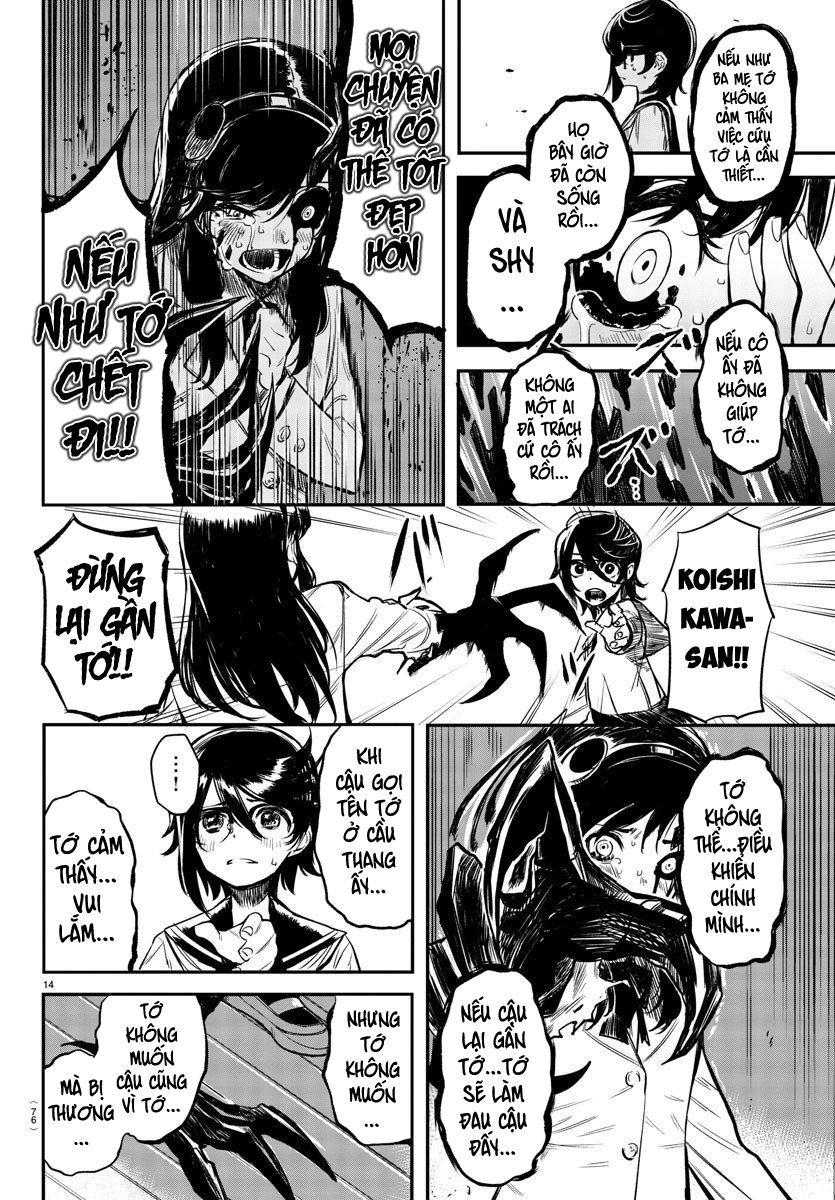 NẾU NHƯ
BA MẸ TỚ
KHÔNG
CẢM THẤY
VIỆC CỨU
TỚ LÀ CẦN
THIẾT...
HỌ
BÂY GIỜ
ĐÃ CÒN
SỐNG
RỒI...
VÀ
SHY
...
NẾU CÔ
ẤY ĐÃ
KHÔNG
GIÚP
TỚ...
KHÔNG
MỘT AI
ĐÃ TRÁCH
CỨ CÔ ẤY
RỒI...
MỌI
CHUYỆN
ĐÃ CÓ
THỂ TỐT
ĐẸP
HƠN
NẾU
NHƯ TỚ
CHẾT
ĐI!!
KOISHI
KAWA-
SAN!!
ĐỪNG
LẠI GẦN
TỚ!!
TỚ
KHÔNG
THỂ...ĐIỀU
KHIỂN
CHÍNH
MÌNH...
NẾU CẬU
LẠI GẦN
TỚ...TỚ
SẼ LÀM
ĐAU CẬU
ĐẤY...
KHI
CẬU GỌI
TÊN TỚ
Ở CẦU
THANG
ẤY...
...!
TỚ CẢM
THẤY
VUI
LẮM...
NHƯNG
TỚ
KHÔNG
MUỐN...
TỚ
KHÔNG
MUỐN
CẬU CŨNG
VÌ TỚ...
MÀ BỊ
THƯƠNG
...
14
(76)